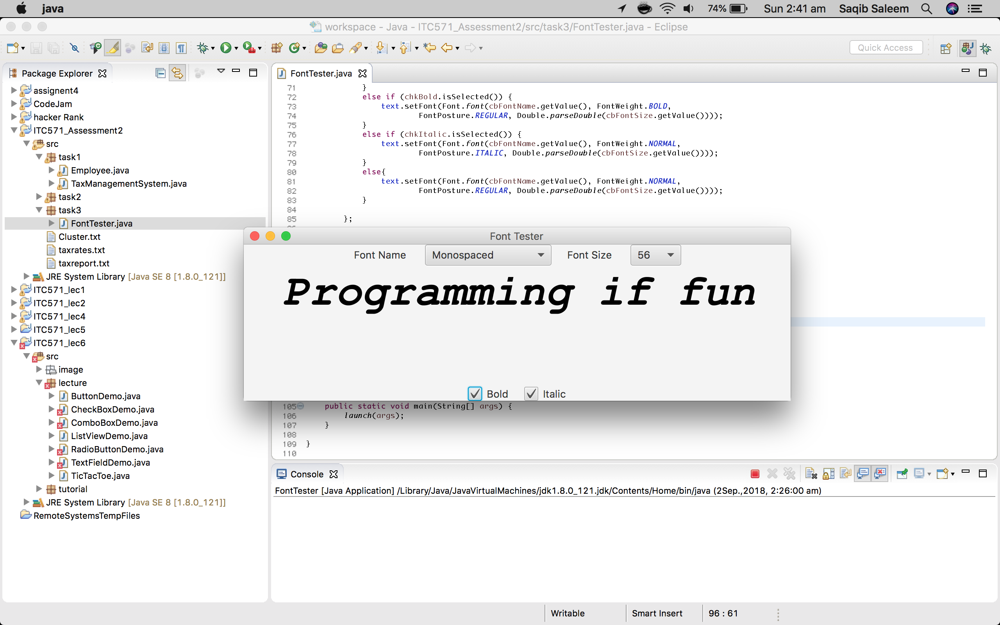 java
74%
Sun 2:41 am
Saqib Saleem
workspace - Java - ITC571_Assessment2/src/task3/FontTester.java - Eclipse
Quick Access
Package Explorer
assignent4
CodeJam
hacker Rank
ITC571_Assessment2
src
task1
Employee.java
TaxManagementSystem.java
task2
task3
FontTester.java
Cluster.txt
taxrates.txt
taxreport.txt
JRE System Library [Java SE 8 [1.8.0_121]]
ITC571_lec1
ITC571_lec2
ITC571_lec4
ITC571_lec5
ITC571_lec6
src
image
lecture
ButtonDemo.java
CheckBoxDemo.java
ComboBoxDemo.java
ListViewDemo.java
RadioButtonDemo.java
TextFieldDemo.java
TicTacToe.java
tutorial
JRE System Library [Java SE 8 [1.8.0_121]]
RemoteSystemsTempFiles
FontTester.java
71 }
72 else if (chkBold.isSelected()) {
73 text.setFont(Font.font(cbFontName.getValue(), FontWeight.BOLD,
74 FontPosture.REGULAR, Double.parseDouble(cbFontSize.getValue())));
75 }
76 else if (chkItalic.isSelected()) {
77 text.setFont(Font.font(cbFontName.getValue(), FontWeight.NORMAL,
78 FontPosture.ITALIC, Double.parseDouble(cbFontSize.getValue())));
79 }
80 else{
81 text.setFont(Font.font(cbFontName.getValue(), FontWeight.NORMAL,
82 FontPosture.REGULAR, Double.parseDouble(cbFontSize.getValue())));
83 }
84
85 };
Font Tester
Font Name Monospaced Font Size 56
Programming if fun
Bold Italic
105 public static void main(String[] args) {
106 launch(args);
107 }
108
109 }
110
Console
FontTester [Java Application] /Library/Java/JavaVirtualMachines/jdk1.8.0_121.jdk/Contents/Home/bin/java (2Sep.,2018, 2:26:00 am)
Writable
Smart Insert
96 : 61